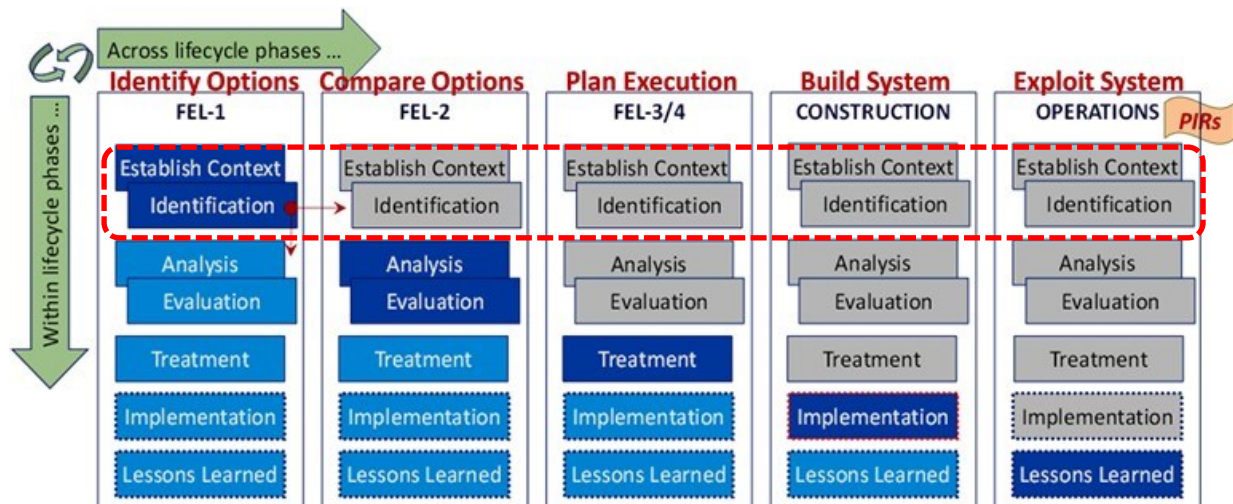 Across lifecycle phases ...
Within lifecycle phases ...
Identify Options
FEL-1
Establish Context
Identification
Analysis
Evaluation
Treatment
Implementation
Lessons Learned
Compare Options
FEL-2
Establish Context
Identification
Analysis
Evaluation
Treatment
Implementation
Lessons Learned
Plan Execution
FEL-3/4
Establish Context
Identification
Analysis
Evaluation
Treatment
Implementation
Lessons Learned
Build System
CONSTRUCTION
Establish Context
Identification
Analysis
Evaluation
Treatment
Implementation
Lessons Learned
Exploit System
OPERATIONS
PIRs
Establish Context
Identification
Analysis
Evaluation
Treatment
Implementation
Lessons Learned